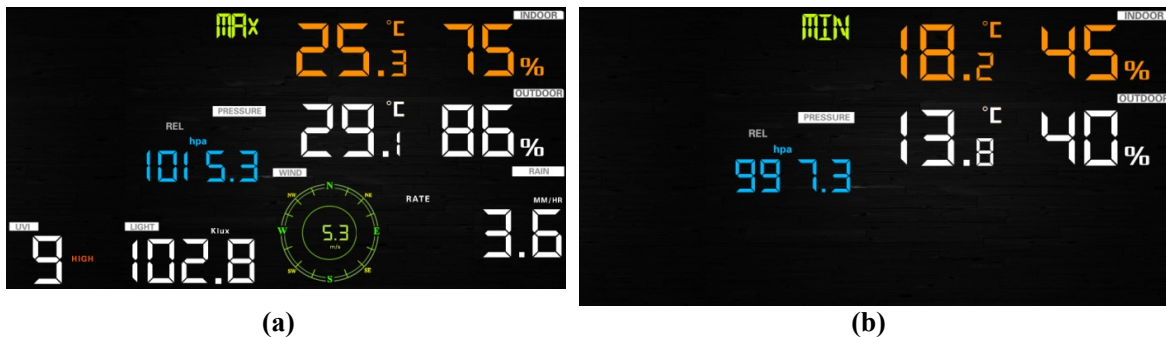 MAX 25.3 °C INDOOR 75%
PRESSURE 29.1 °C OUTDOOR 86%
REL
hpa
1015.3
WIND
RAIN
N
NW NE
RATE MM/HR
W 5.3 E 3.6
m/s
SW SE
S
UVI
9 HIGH
LIGHT Klux
102.8
(a)
MIN 18.2 °C INDOOR 45%
PRESSURE 13.8 °C OUTDOOR 40%
REL
hpa
997.3
(b)